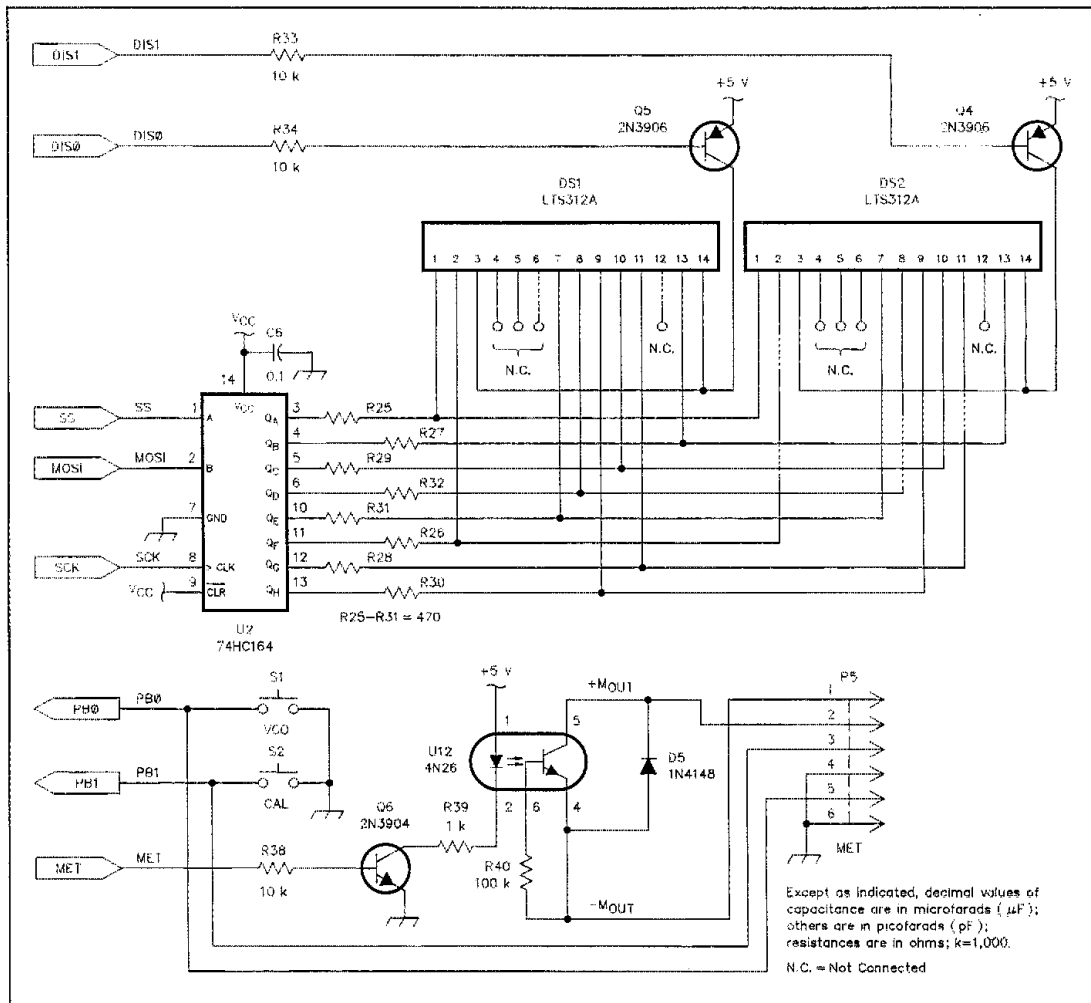 DIS1 DIS1 R33
10 k
+5 V +5 V
Q5 Q4
2N3906 2N3906
DIS0 DIS0 R34
10 k
DS1 DS2
LTS312A LTS312A
1 2 3 4 5 6 7 8 9 10 11 12 13 14 1 2 3 4 5 6 7 8 9 10 11 12 13 14
VCC C6
0.1
14
N.C. N.C. N.C. N.C.
VCC
SS SS 1 A QA 3 R25
QB 4 R27
MOSI MOSI 2 B QC 5 R29
QD 6 R32
7 GND QE 10 R31
QF 11 R26
SCK SCK 8 > CLK QG 12 R28
VCC 9 CLR QH 13 R30
R25-R31 = 470
U2
74HC164
PB0 PB0 S1
VCO
PB1 PB1 S2
CAL
+5 V
+MOUT
1 5
U12
4N26
2 6 4
D5
1N4148
P5
1
2
3
4
5
6
MET
Q6 R39
2N3904 1 k
MET MET R38
10 k
R40
100 k
-MOUT
Except as indicated, decimal values of
capacitance are in microfarads ( µF );
others are in picofarads ( pF );
resistances are in ohms; k=1,000.
N.C. = Not Connected